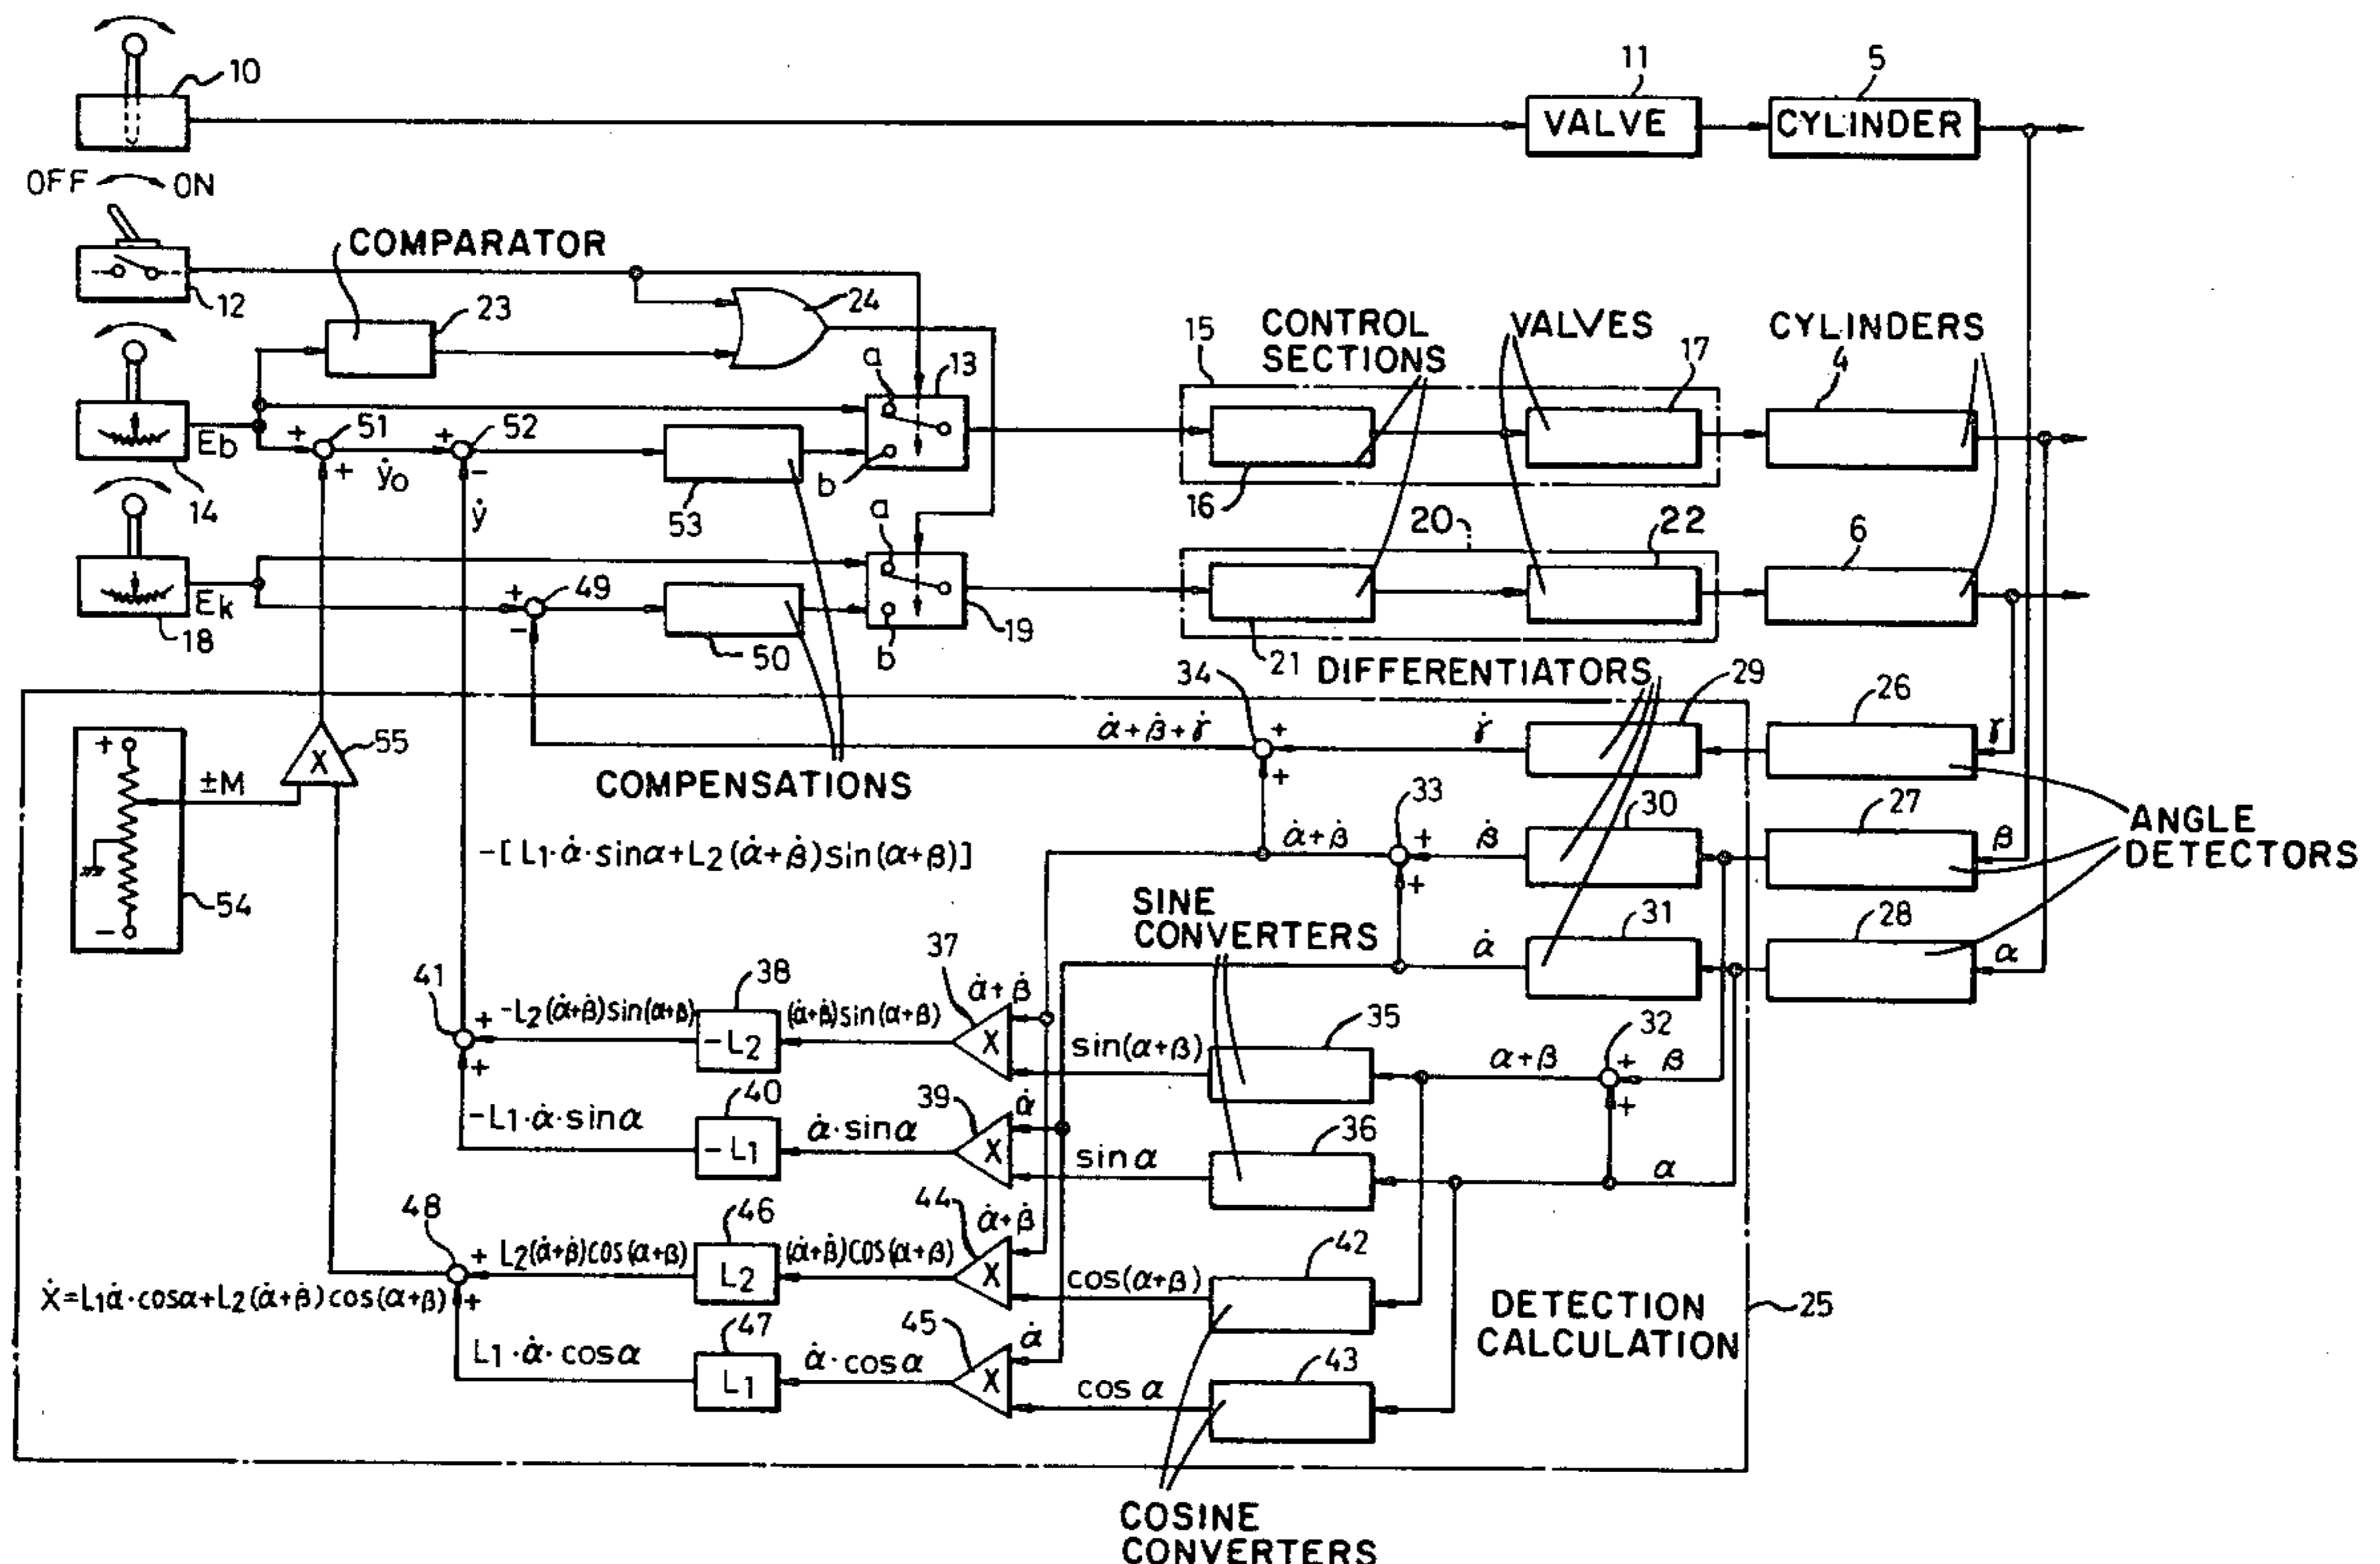 10
11
5
VALVE
CYLINDER
OFF
ON
12
COMPARATOR
23
24
a
13
b
15
CONTROL
SECTIONS
VALVES
17
CYLINDERS
4
16
Eb
14
+
51
+
ẏ₀
+
52
-
ẏ
53
Ek
18
+
49
-
50
a
19
b
20
22
6
21
DIFFERENTIATORS
34
29
26
α̇+β̇+γ̇
+
+
γ̇
γ
COMPENSATIONS
+
±M
-
54
X
55
33
30
27
α̇+β̇
+
+
β̇
β
ANGLE
DETECTORS
-[L₁·α̇·sinα+L₂(α̇+β̇)sin(α+β)]
SINE
CONVERTERS
31
28
α̇
α
41
+
-L₂(α̇+β̇)sin(α+β)
38
-L₂
(α̇+β̇)sin(α+β)
37
X
α̇+β̇
sin(α+β)
35
α+β
32
+
β
+
+
-L₁·α̇·sinα
40
-L₁
α̇·sinα
39
X
α̇
sinα
36
α
48
+
L₂(α̇+β̇)COS(α+β)
46
L₂
(α̇+β̇)COS(α+β)
44
X
α̇+β̇
cos(α+β)
42
Ẋ=L₁α̇·cosα+L₂(α̇+β̇)cos(α+β)
+
DETECTION
CALCULATION
25
L₁·α̇·cosα
47
L₁
α̇·cosα
45
X
α̇
cos α
43
COSINE
CONVERTERS